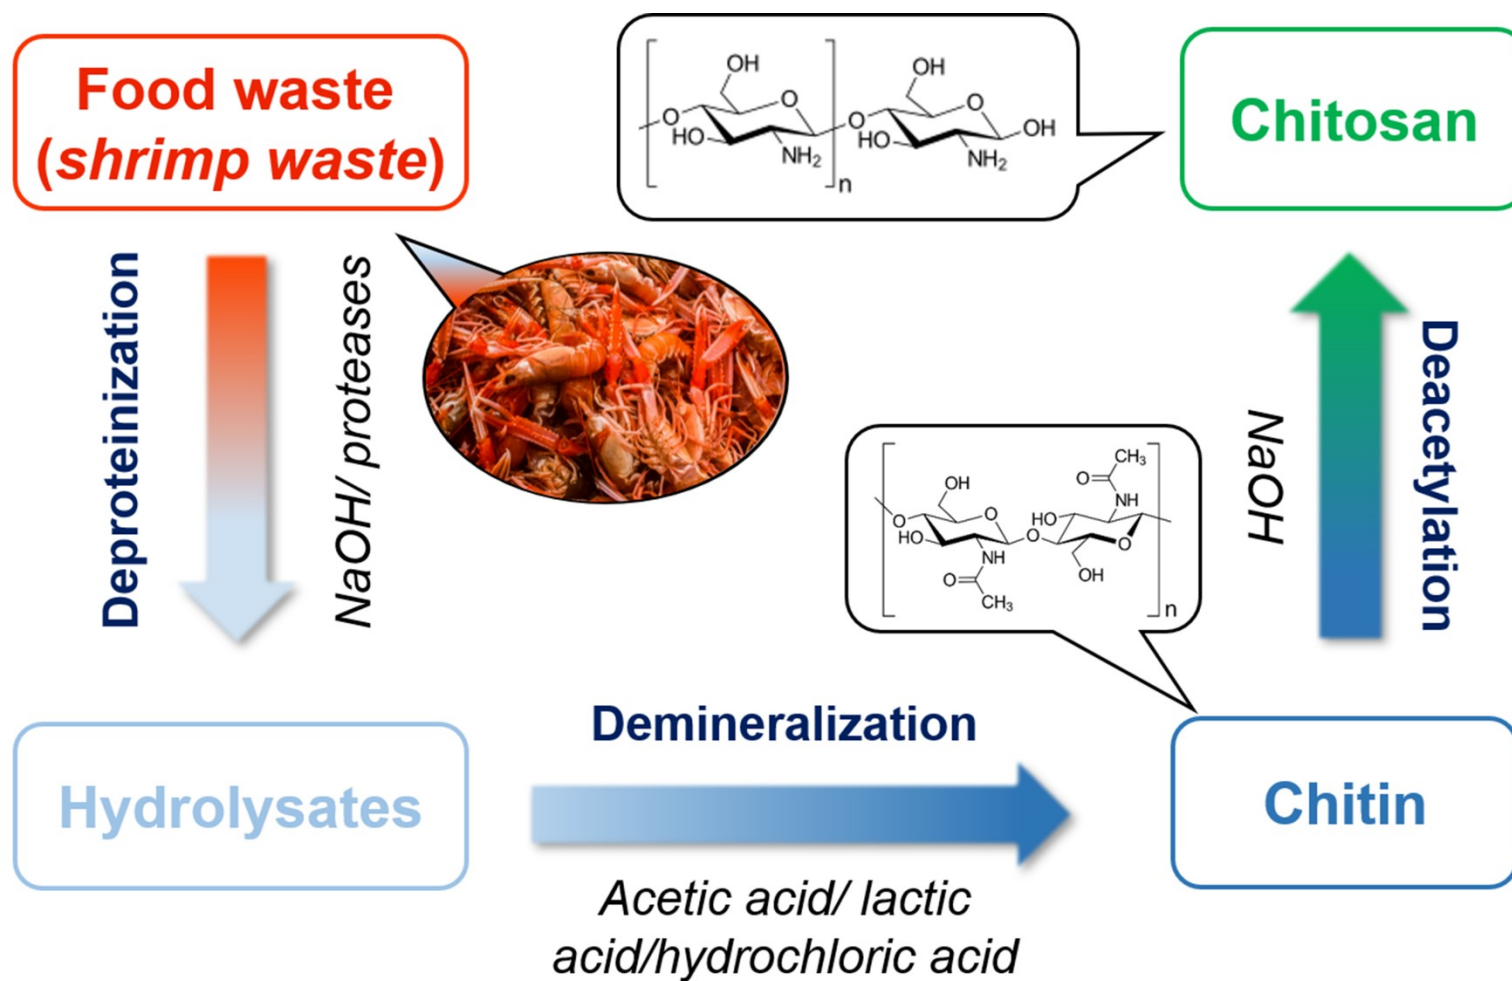 Food waste
(shrimp waste)
Deproteinization
NaOH/ proteases
Hydrolysates
Demineralization
Acetic acid/ lactic
acid/hydrochloric acid
Chitin
NaOH
Deacetylation
Chitosan
OH
O
O
HO
NH2
n
OH
O
O
HO
NH2
OH
OH
O
O
HO
NH
O
CH3
CH3
O
NH
HO
O
O
OH
n